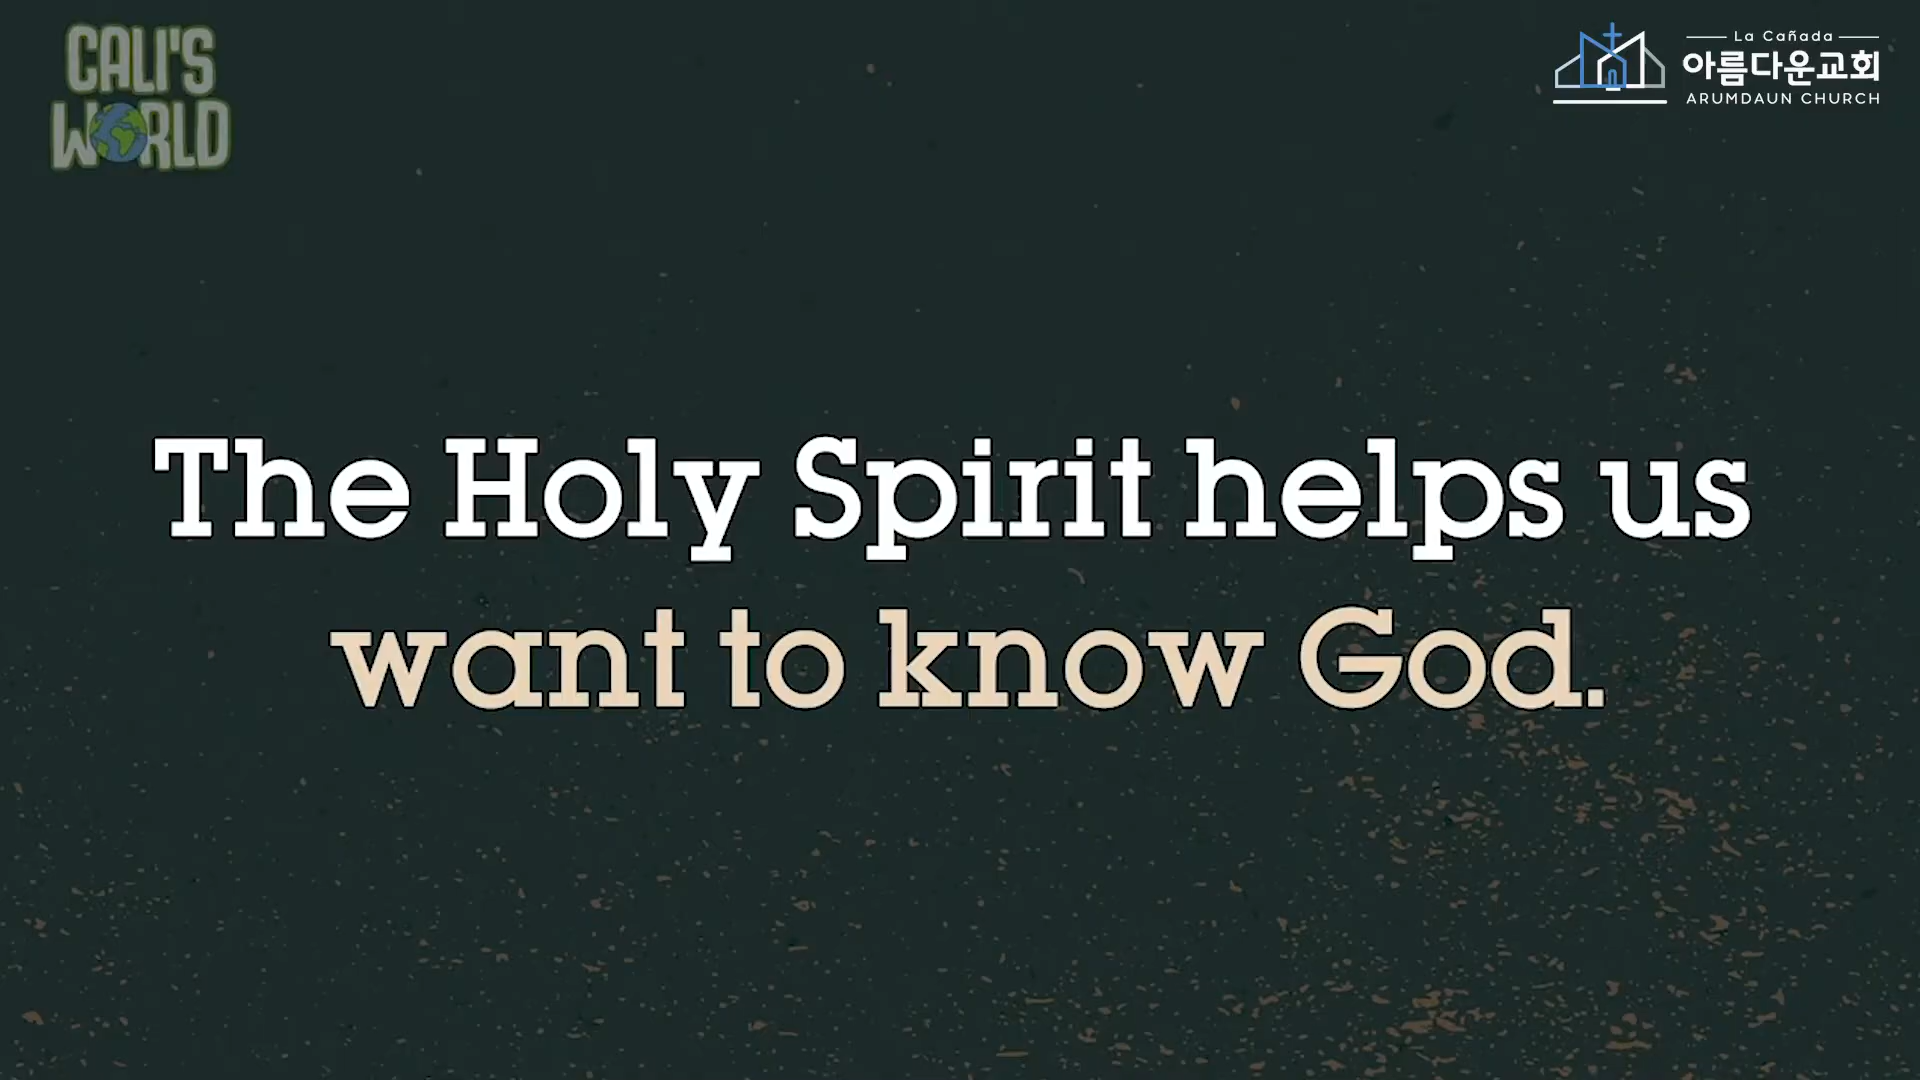 CALI'S
WORLD
La Cañada
아름다운교회
ARUMDAUN CHURCH
The Holy Spirit helps us
want to know God.